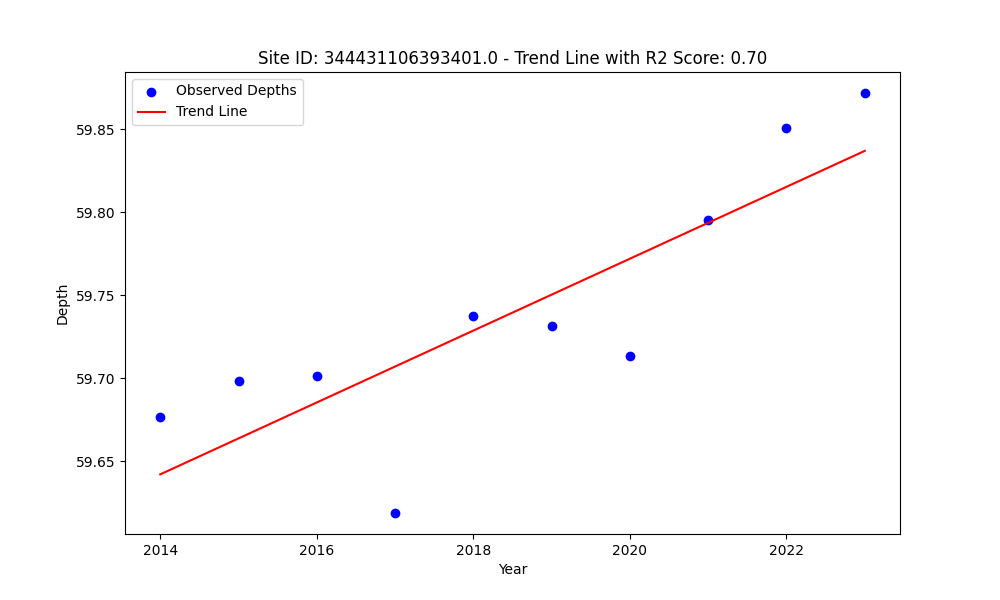 Site ID: 344431106393401.0 - Trend Line with R2 Score: 0.70
Observed Depths
Trend Line
59.85
59.80
59.75
59.70
59.65
Depth
2014
2016
2018
2020
2022
Year